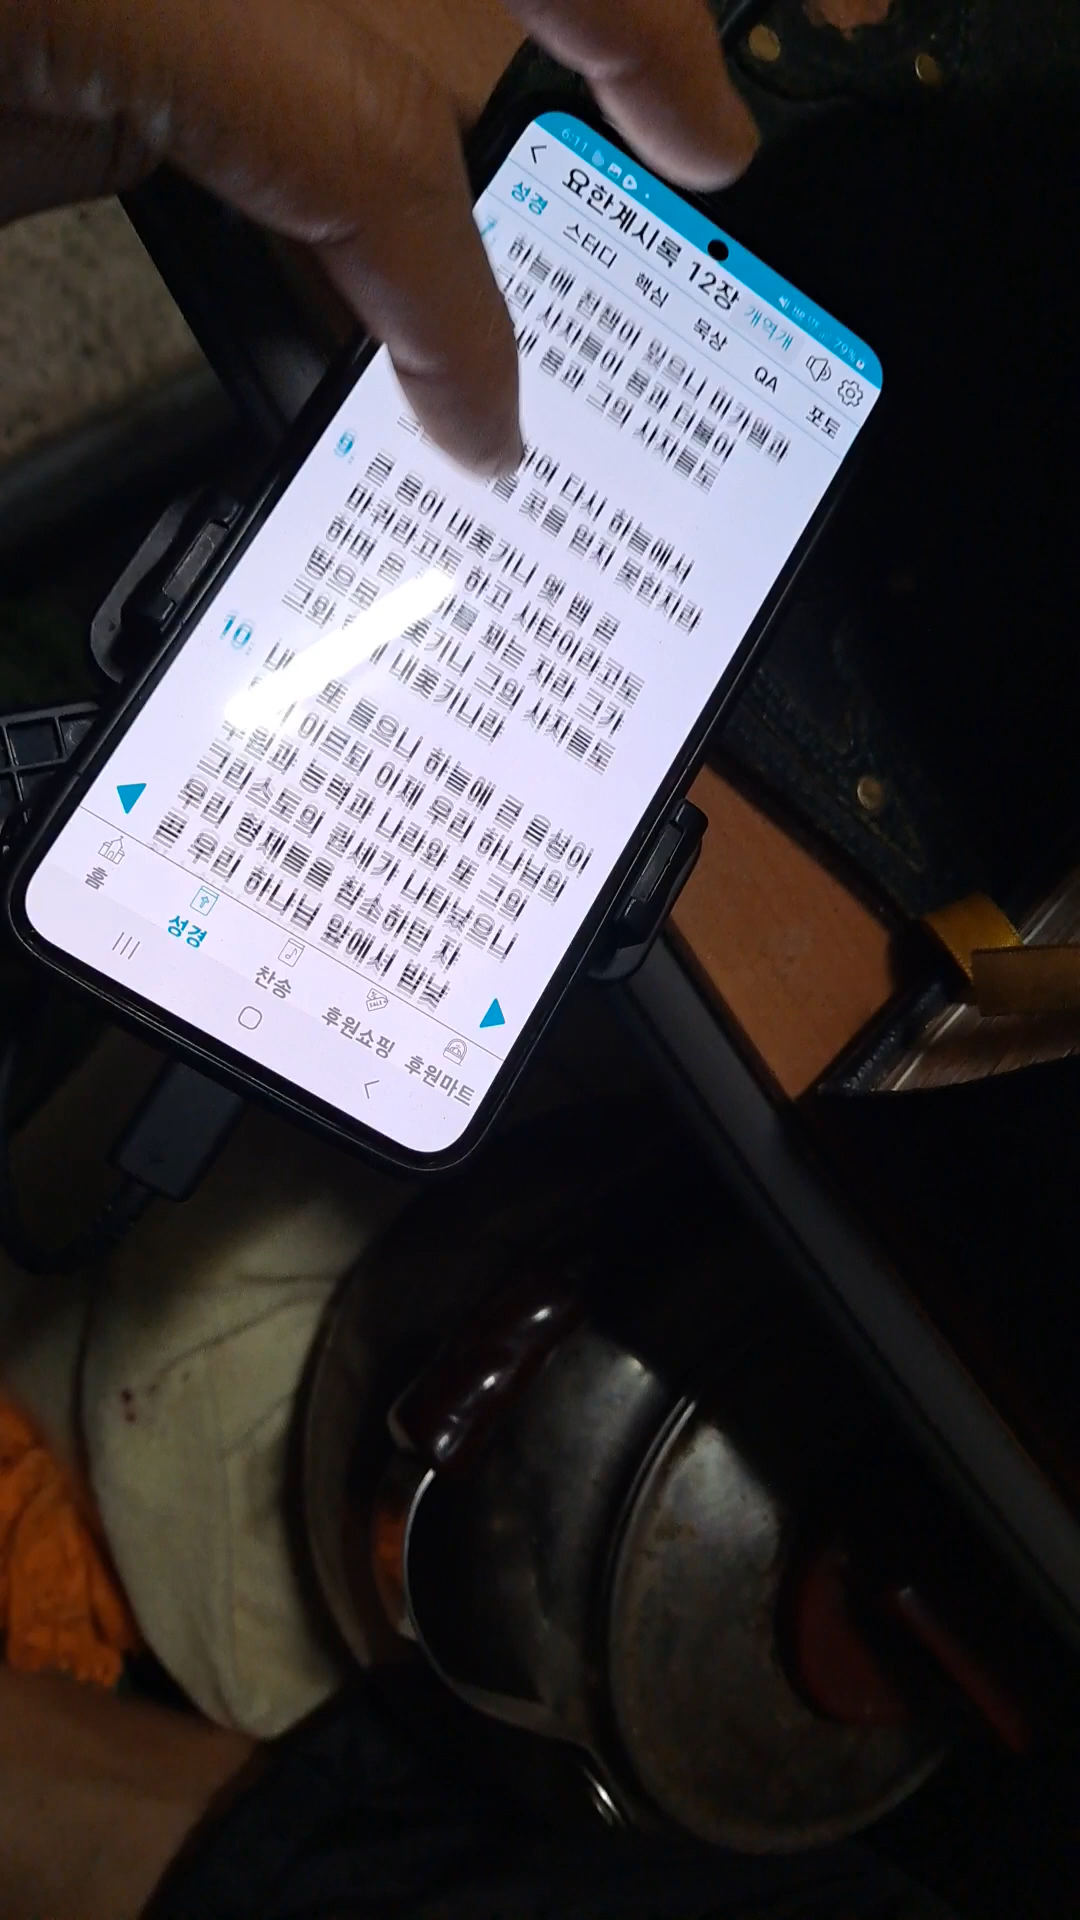 6:11
79%
요한계시록 12장 개역개
성경 스터디 핵심 묵상 QA 포토
7. 하늘에 전쟁이 있으니 미가엘과
그의 사자들이 용과 더불어
용과 그의 사자들도
다시 하늘에서
을 곳을 얻지 못한지라
9. 큰 용이 내쫓기니 옛 뱀 곧
마귀라고도 하고 사탄이라고도
하며 온 를 꾀는 자라 그가
땅으로 쫓기니 그의 사자들도
그와 내쫓기니라
10. 내 또 들으니 하늘에 큰 음성이
이르되 이제 우리 하나님의
구원과 능력과 나라와 또 그의
그리스도의 권세가 나타났으니
우리 형제들을 참소하던 자
곧 우리 하나님 앞에서 밤낮
홈 성경 찬송 후원쇼핑 후원마트